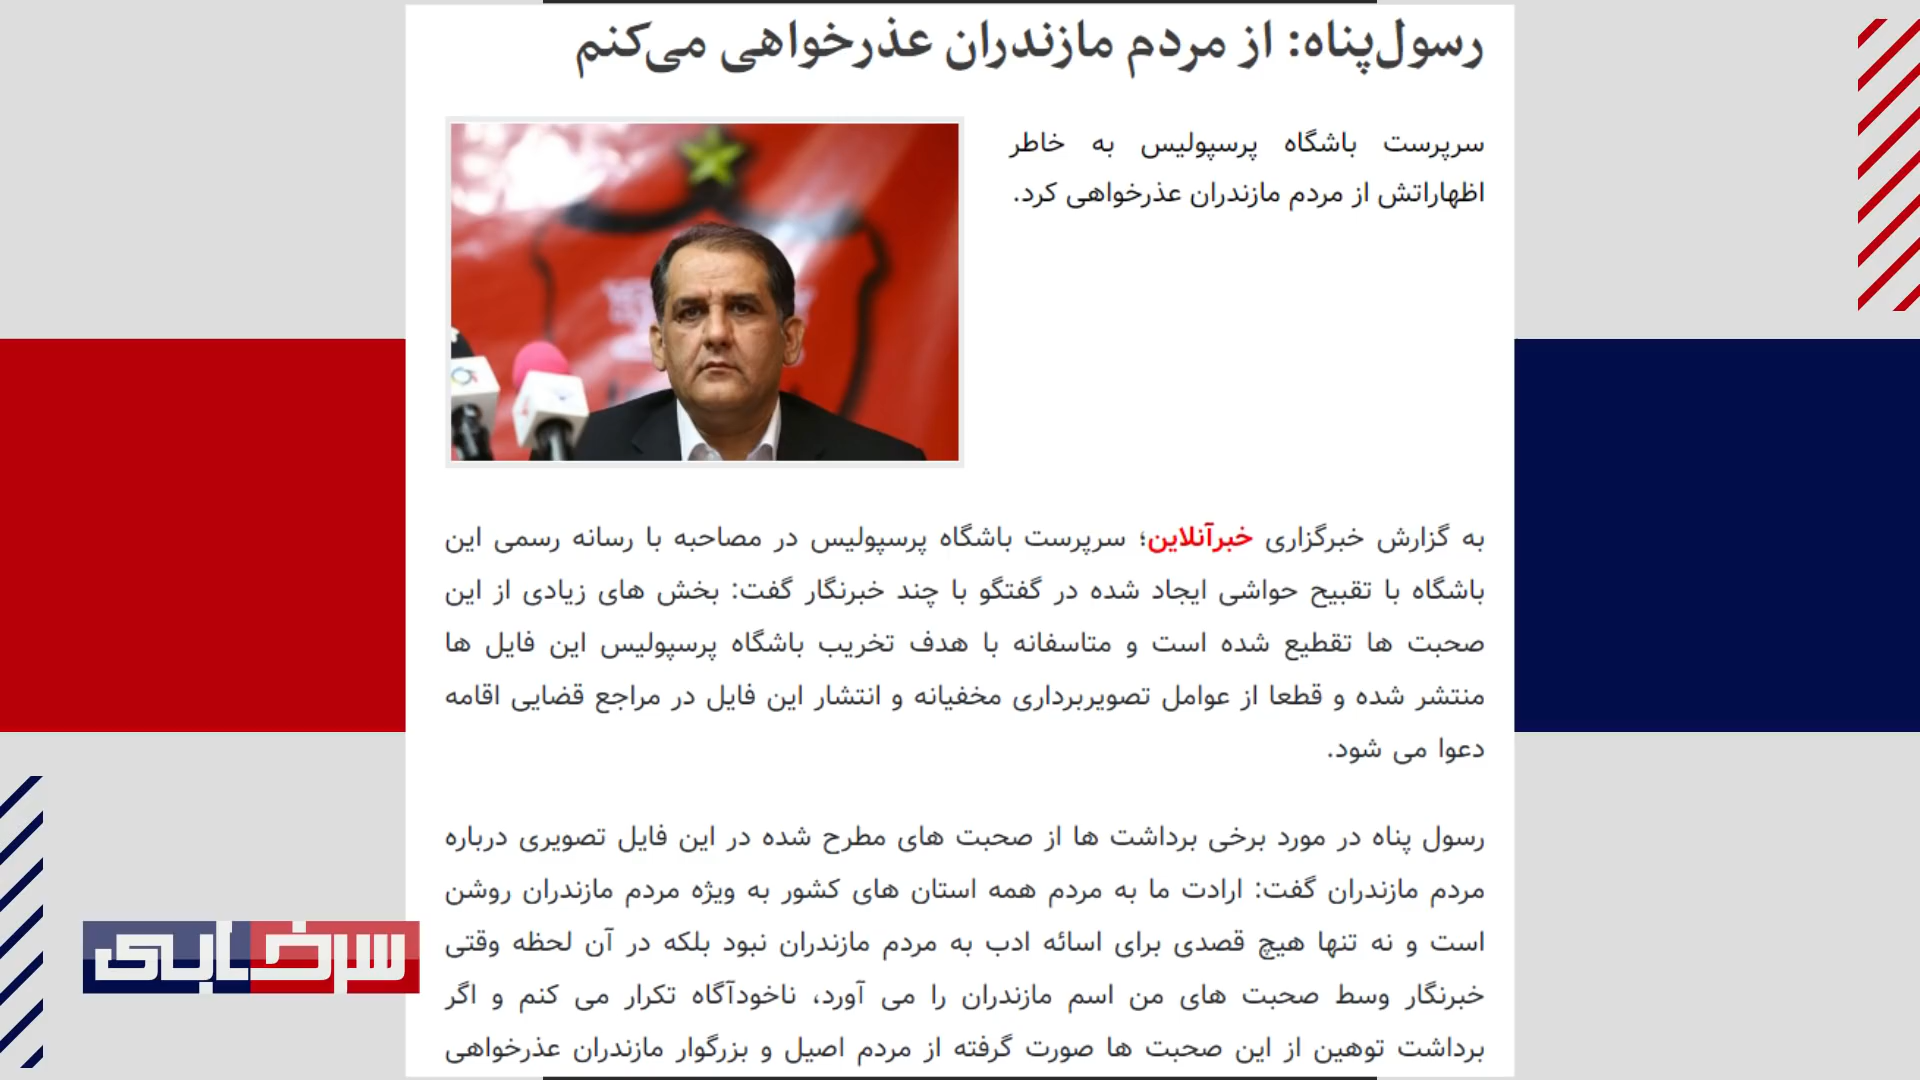 رسول‌پناه: از مردم مازندران عذرخواهی می‌کنم
سرپرست باشگاه پرسپولیس به خاطر
اظهاراتش از مردم مازندران عذرخواهی کرد.
به گزارش خبرگزاری خبرآنلاین؛ سرپرست باشگاه پرسپولیس در مصاحبه با رسانه رسمی این
باشگاه با تقبیح حواشی ایجاد شده در گفتگو با چند خبرنگار گفت: بخش های زیادی از این
صحبت ها تقطیع شده است و متاسفانه با هدف تخریب باشگاه پرسپولیس این فایل ها
منتشر شده و قطعا از عوامل تصویربرداری مخفیانه و انتشار این فایل در مراجع قضایی اقامه
دعوا می شود.
رسول پناه در مورد برخی برداشت ها از صحبت های مطرح شده در این فایل تصویری درباره
مردم مازندران گفت: ارادت ما به مردم همه استان های کشور به ویژه مردم مازندران روشن
است و نه تنها هیچ قصدی برای اسائه ادب به مردم مازندران نبود بلکه در آن لحظه وقتی
خبرنگار وسط صحبت های من اسم مازندران را می آورد، ناخودآگاه تکرار می کنم و اگر
برداشت توهین از این صحبت ها صورت گرفته از مردم اصیل و بزرگوار مازندران عذرخواهی
سرخابی